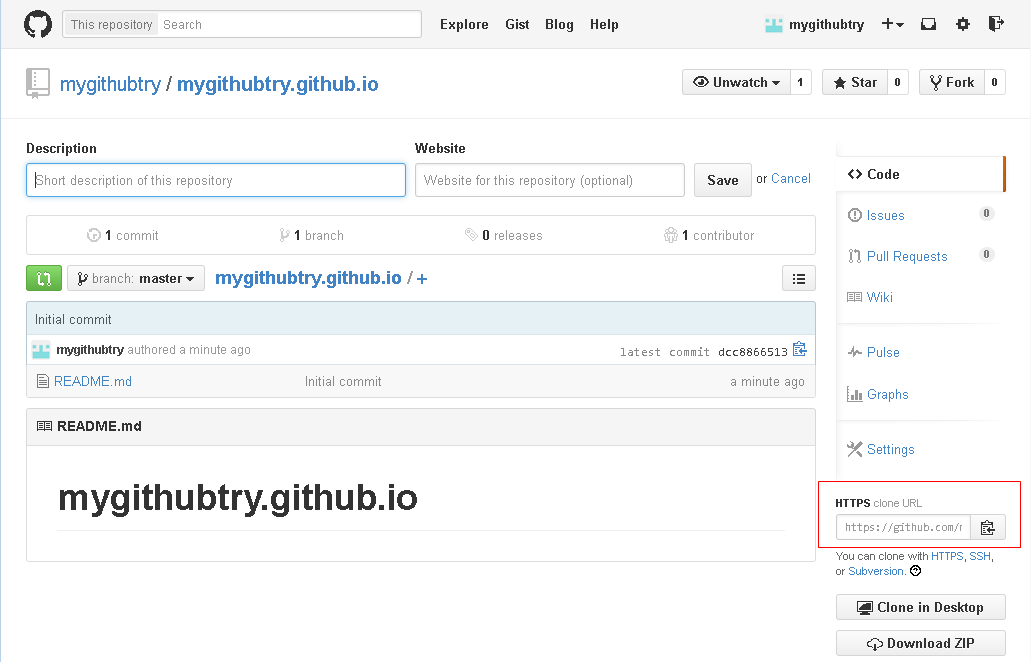 This repository Search Explore Gist Blog Help mygithubtry
mygithubtry / mygithubtry.github.io Unwatch 1 Star 0 Fork 0
Description Website
Short description of this repository Website for this repository (optional) Save or Cancel
1 commit 1 branch 0 releases 1 contributor
branch: master mygithubtry.github.io / +
Initial commit
mygithubtry authored a minute ago latest commit dcc8866513
README.md Initial commit a minute ago
README.md
mygithubtry.github.io
Code
Issues 0
Pull Requests 0
Wiki
Pulse
Graphs
Settings
HTTPS clone URL
https://github.com/
You can clone with HTTPS, SSH,
or Subversion.
Clone in Desktop
Download ZIP